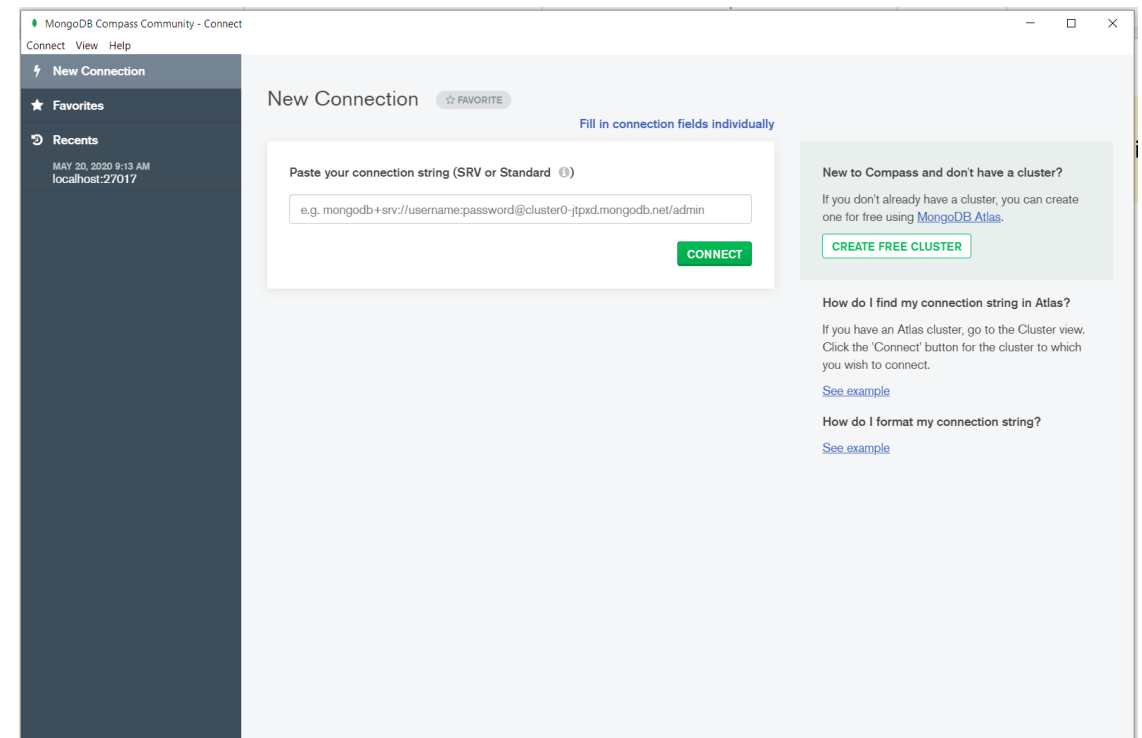 MongoDB Compass Community - Connect
Connect View Help
New Connection
Favorites
Recents
MAY 20, 2020 9:13 AM
localhost:27017
New Connection
FAVORITE
Fill in connection fields individually
Paste your connection string (SRV or Standard )
e.g. mongodb+srv://username:password@cluster0-jtpxd.mongodb.net/admin
CONNECT
New to Compass and don't have a cluster?
If you don't already have a cluster, you can create
one for free using MongoDB Atlas.
CREATE FREE CLUSTER
How do I find my connection string in Atlas?
If you have an Atlas cluster, go to the Cluster view.
Click the 'Connect' button for the cluster to which
you wish to connect.
See example
How do I format my connection string?
See example